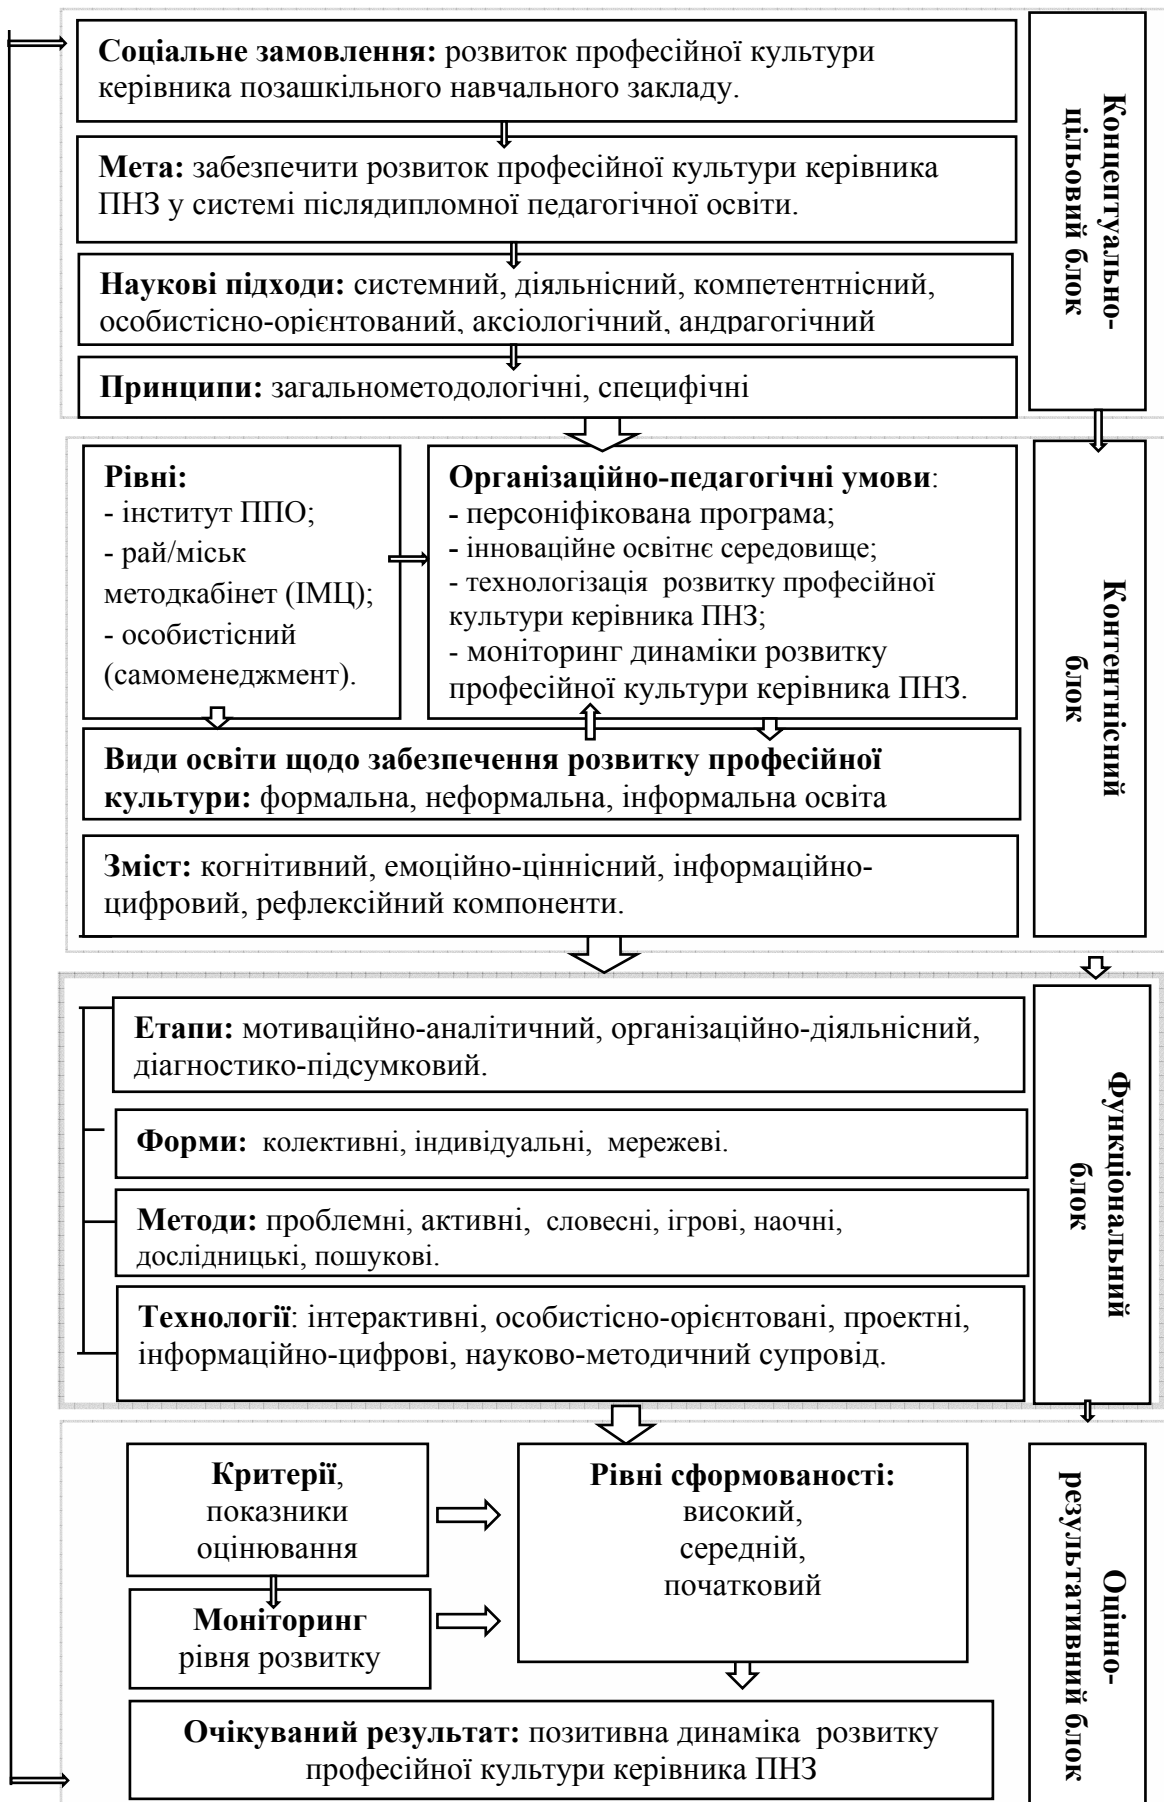 Соціальне замовлення: розвиток професійної культури
керівника позашкільного навчального закладу.
Мета: забезпечити розвиток професійної культури керівника
ПНЗ у системі післядипломної педагогічної освіти.
Наукові підходи: системний, діяльнісний, компетентнісний,
особистісно-орієнтований, аксіологічний, андрагогічний
Принципи: загальнометодологічні, специфічні
Концептуально-
цільовий блок
Рівні:
- інститут ППО;
- рай/міськ
методкабінет (ІМЦ);
- особистісний
(самоменеджмент).
Організаційно-педагогічні умови:
- персоніфікована програма;
- інноваційне освітнє середовище;
- технологізація розвитку професійної
культури керівника ПНЗ;
- моніторинг динаміки розвитку
професійної культури керівника ПНЗ.
Види освіти щодо забезпечення розвитку професійної
культури: формальна, неформальна, інформальна освіта
Зміст: когнітивний, емоційно-ціннісний, інформаційно-
цифровий, рефлексійний компоненти.
Контентнісний
блок
Етапи: мотиваційно-аналітичний, організаційно-діяльнісний,
діагностико-підсумковий.
Форми: колективні, індивідуальні, мережеві.
Методи: проблемні, активні, словесні, ігрові, наочні,
дослідницькі, пошукові.
Технології: інтерактивні, особистісно-орієнтовані, проектні,
інформаційно-цифрові, науково-методичний супровід.
Функціональний
блок
Критерії,
показники
оцінювання
Моніторинг
рівня розвитку
Рівні сформованості:
високий,
середній,
початковий
Очікуваний результат: позитивна динаміка розвитку
професійної культури керівника ПНЗ
Оцінно-
результативний блок